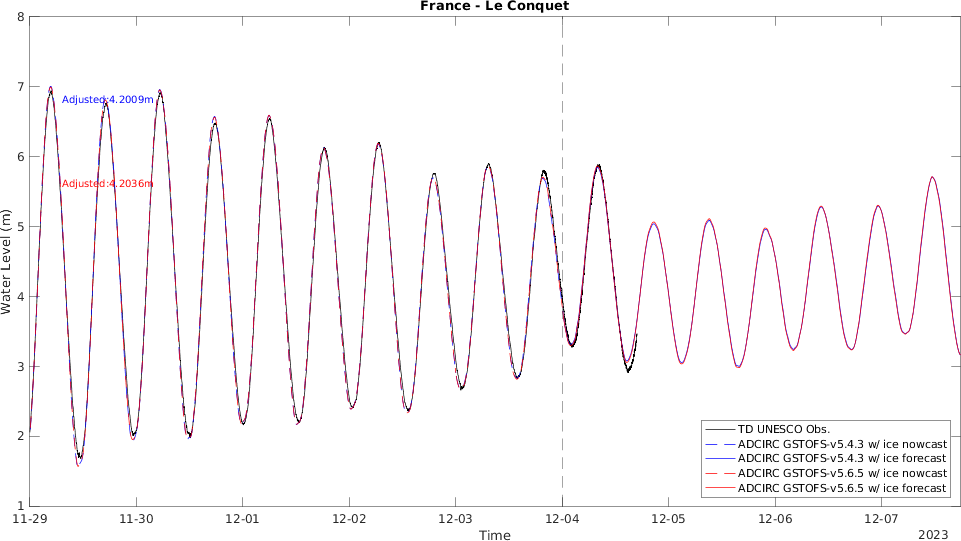 France - Le Conquet
8
7
6
5
4
3
2
1
Water Level (m)
Adjusted:4.2009m
Adjusted:4.2036m
TD UNESCO Obs.
ADCIRC GSTOFS-v5.4.3 w/ ice nowcast
ADCIRC GSTOFS-v5.4.3 w/ ice forecast
ADCIRC GSTOFS-v5.6.5 w/ ice nowcast
ADCIRC GSTOFS-v5.6.5 w/ ice forecast
11-29 11-30 12-01 12-02 12-03 12-04 12-05 12-06 12-07
Time
2023